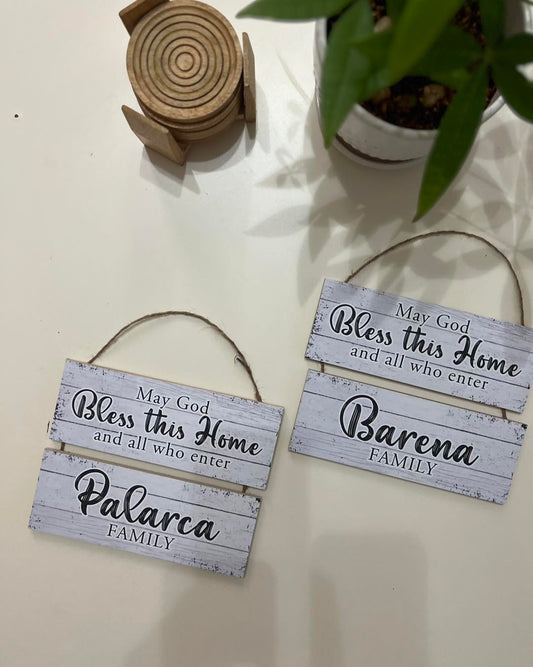 May God
Bless this Home
and all who enter
Palarca
FAMILY
May God
Bless this Home
and all who enter
Barena
FAMILY